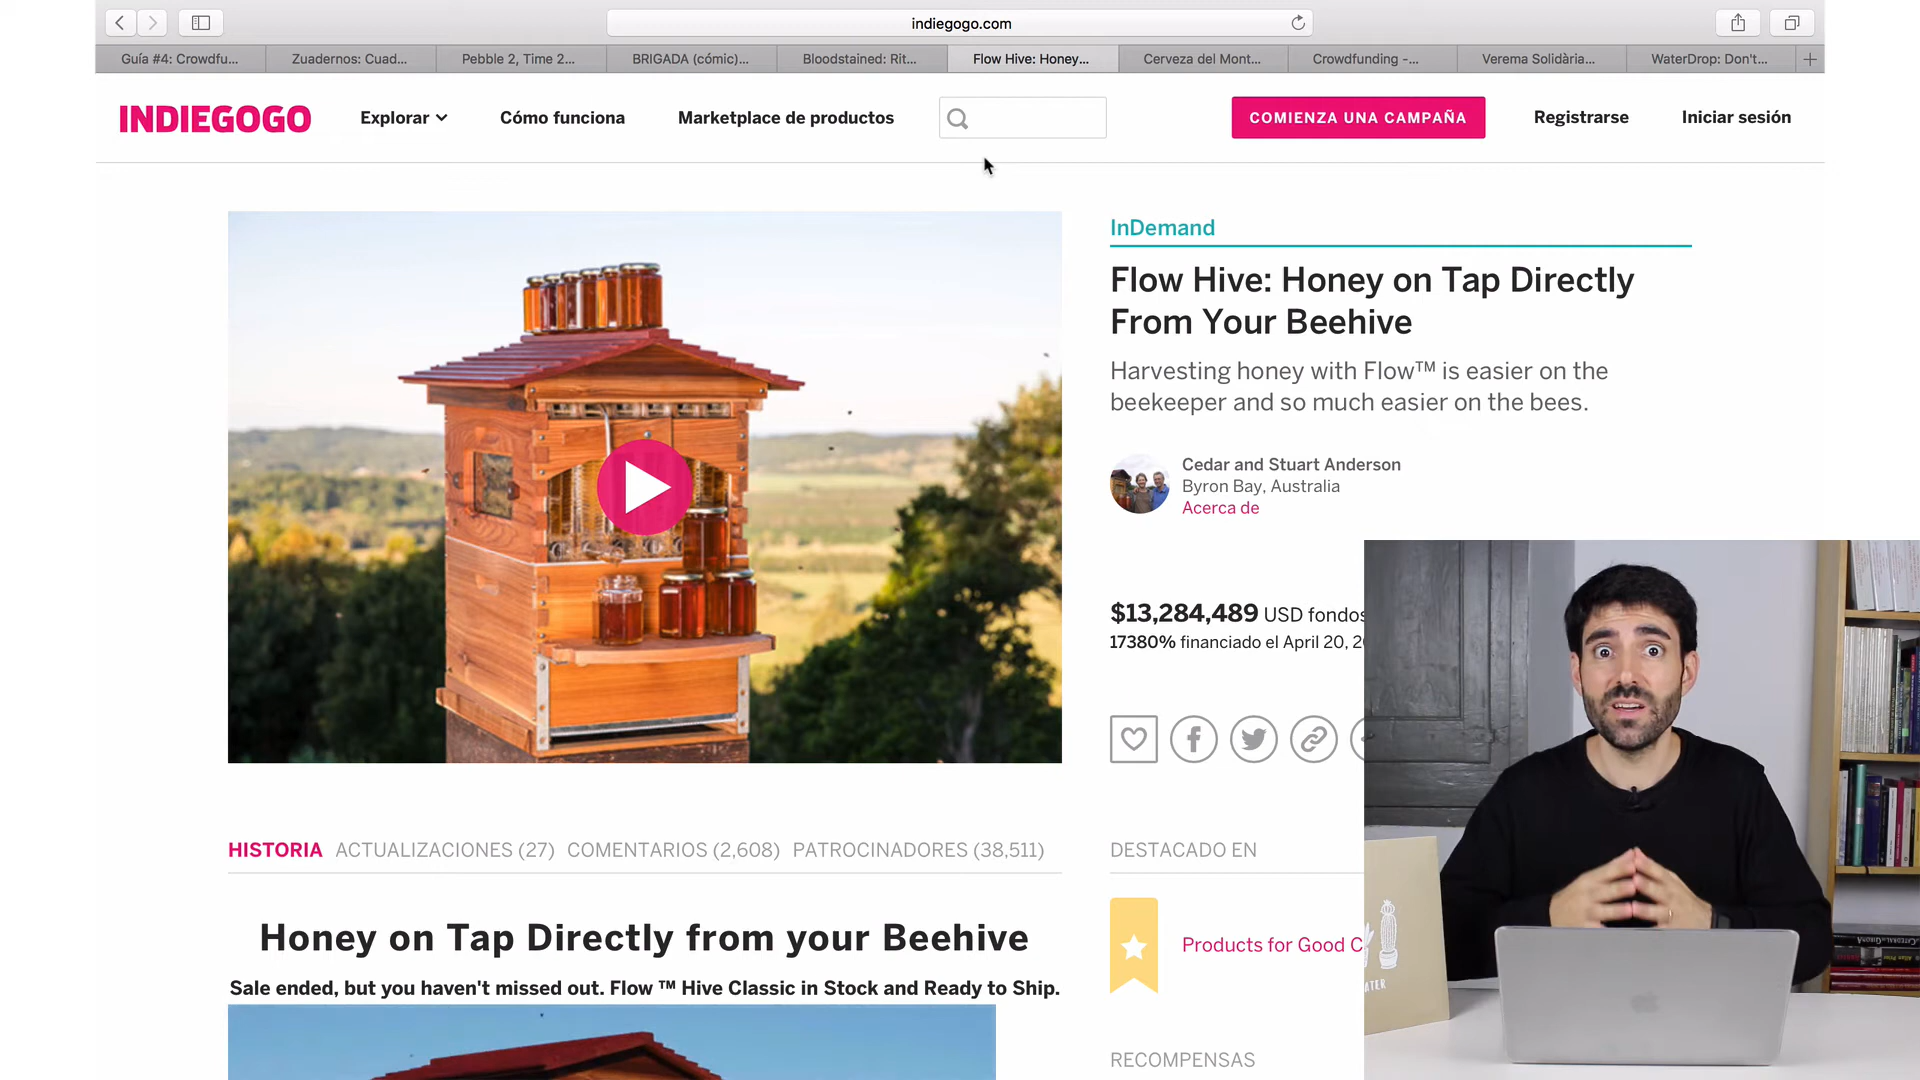 indiegogo.com
Guía #4: Crowdfu...
Zuadernos: Cuad...
Pebble 2, Time 2...
BRIGADA (cómic)...
Bloodstained: Rit...
Flow Hive: Honey...
Cerveza del Mont...
Crowdfunding -...
Verema Solidària...
WaterDrop: Don't...
INDIEGOGO
Explorar
Cómo funciona
Marketplace de productos
COMIENZA UNA CAMPAÑA
Registrarse
Iniciar sesión
InDemand
Flow Hive: Honey on Tap Directly
From Your Beehive
Harvesting honey with Flow™ is easier on the
beekeeper and so much easier on the bees.
Cedar and Stuart Anderson
Byron Bay, Australia
Acerca de
$13,284,489 USD fondos
17380% financiado el April 20, 2
HISTORIA
ACTUALIZACIONES (27)
COMENTARIOS (2,608)
PATROCINADORES (38,511)
DESTACADO EN
Honey on Tap Directly from your Beehive
Products for Good C
Sale ended, but you haven't missed out. Flow ™ Hive Classic in Stock and Ready to Ship.
RECOMPENSAS